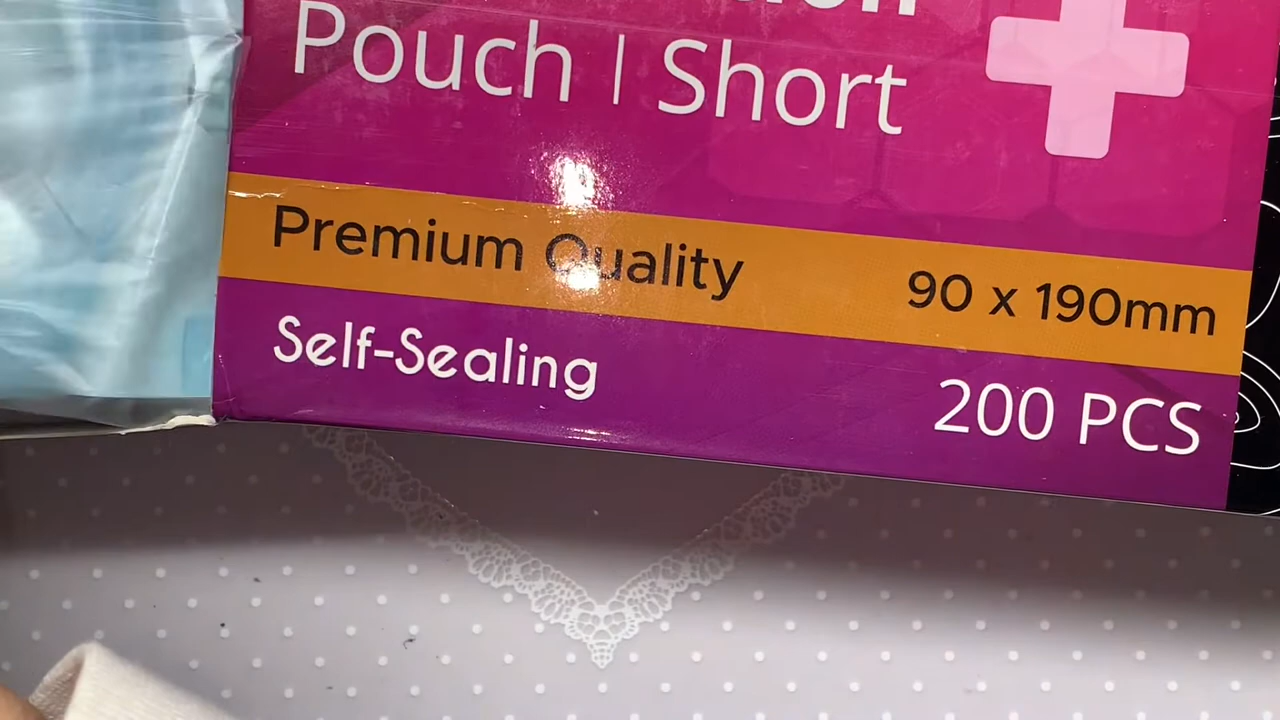 Pouch | Short
Premium Quality
90 x 190mm
Self-Sealing
200 PCS